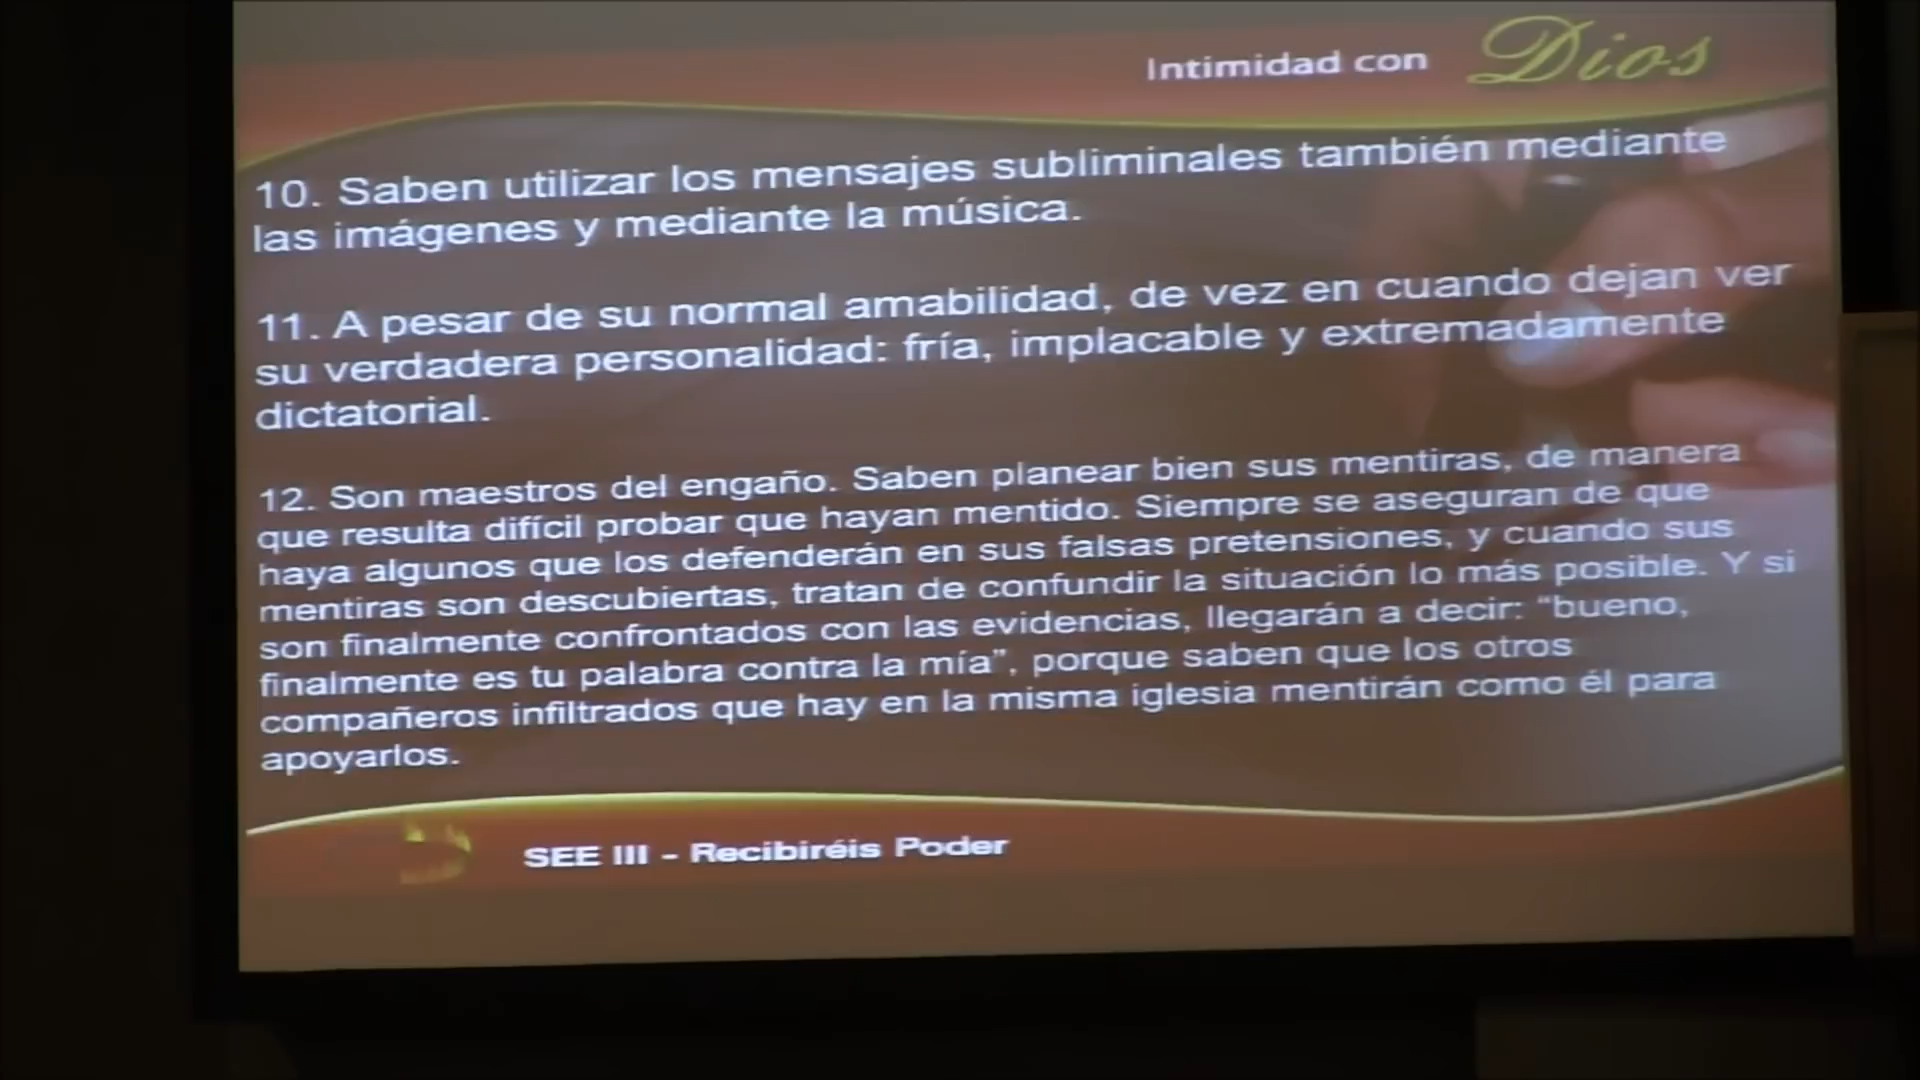 Intimidad con Dios
10. Saben utilizar los mensajes subliminales también mediante
las imágenes y mediante la música.
11. A pesar de su normal amabilidad, de vez en cuando dejan ver
su verdadera personalidad: fría, implacable y extremadamente
dictatorial.
12. Son maestros del engaño. Saben planear bien sus mentiras, de manera
que resulta difícil probar que hayan mentido. Siempre se aseguran de que
haya algunos que los defenderán en sus falsas pretensiones, y cuando sus
mentiras son descubiertas, tratan de confundir la situación lo más posible. Y si
son finalmente confrontados con las evidencias, llegarán a decir: “bueno,
finalmente es tu palabra contra la mía”, porque saben que los otros
compañeros infiltrados que hay en la misma iglesia mentirán como él para
apoyarlos.
SEE III - Recibiréis Poder